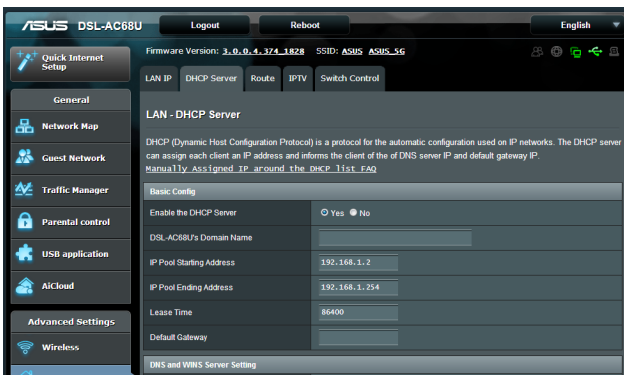 ASUS DSL-AC68U Logout Reboot English
Quick Internet Setup
Firmware Version: 3.0.0.4.374_1828 SSID: ASUS ASUS_5G
LAN IP DHCP Server Route IPTV Switch Control
General
Network Map
Guest Network
Traffic Manager
Parental control
USB application
AiCloud
Advanced Settings
Wireless
LAN - DHCP Server
DHCP (Dynamic Host Configuration Protocol) is a protocol for the automatic configuration used on IP networks. The DHCP server
can assign each client an IP address and informs the client of the of DNS server IP and default gateway IP.
Manually Assigned IP around the DHCP list FAQ
Basic Config
Enable the DHCP Server Yes No
DSL-AC68U's Domain Name
IP Pool Starting Address 192.168.1.2
IP Pool Ending Address 192.168.1.254
Lease Time 86400
Default Gateway
DNS and WINS Server Setting